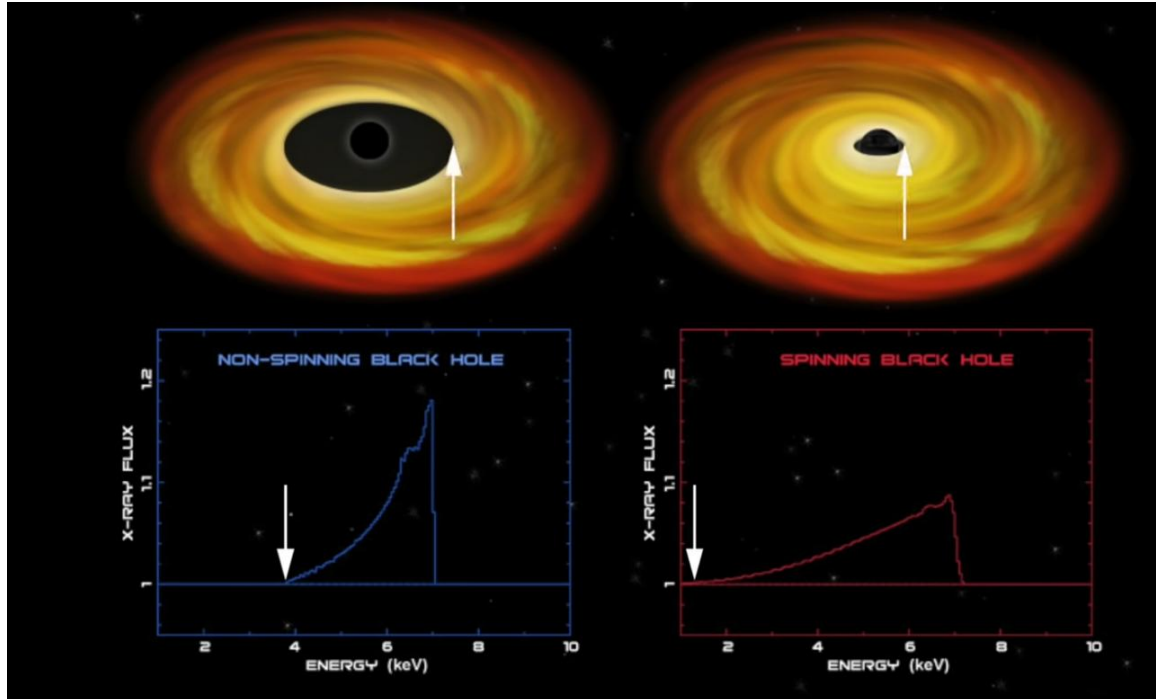 NON-SPINNING BLACK HOLE
X-RAY FLUX
1.2
1.1
1
2 4 6 8 10
ENERGY (keV)
SPINNING BLACK HOLE
X-RAY FLUX
1.2
1.1
1
2 4 6 8 10
ENERGY (keV)